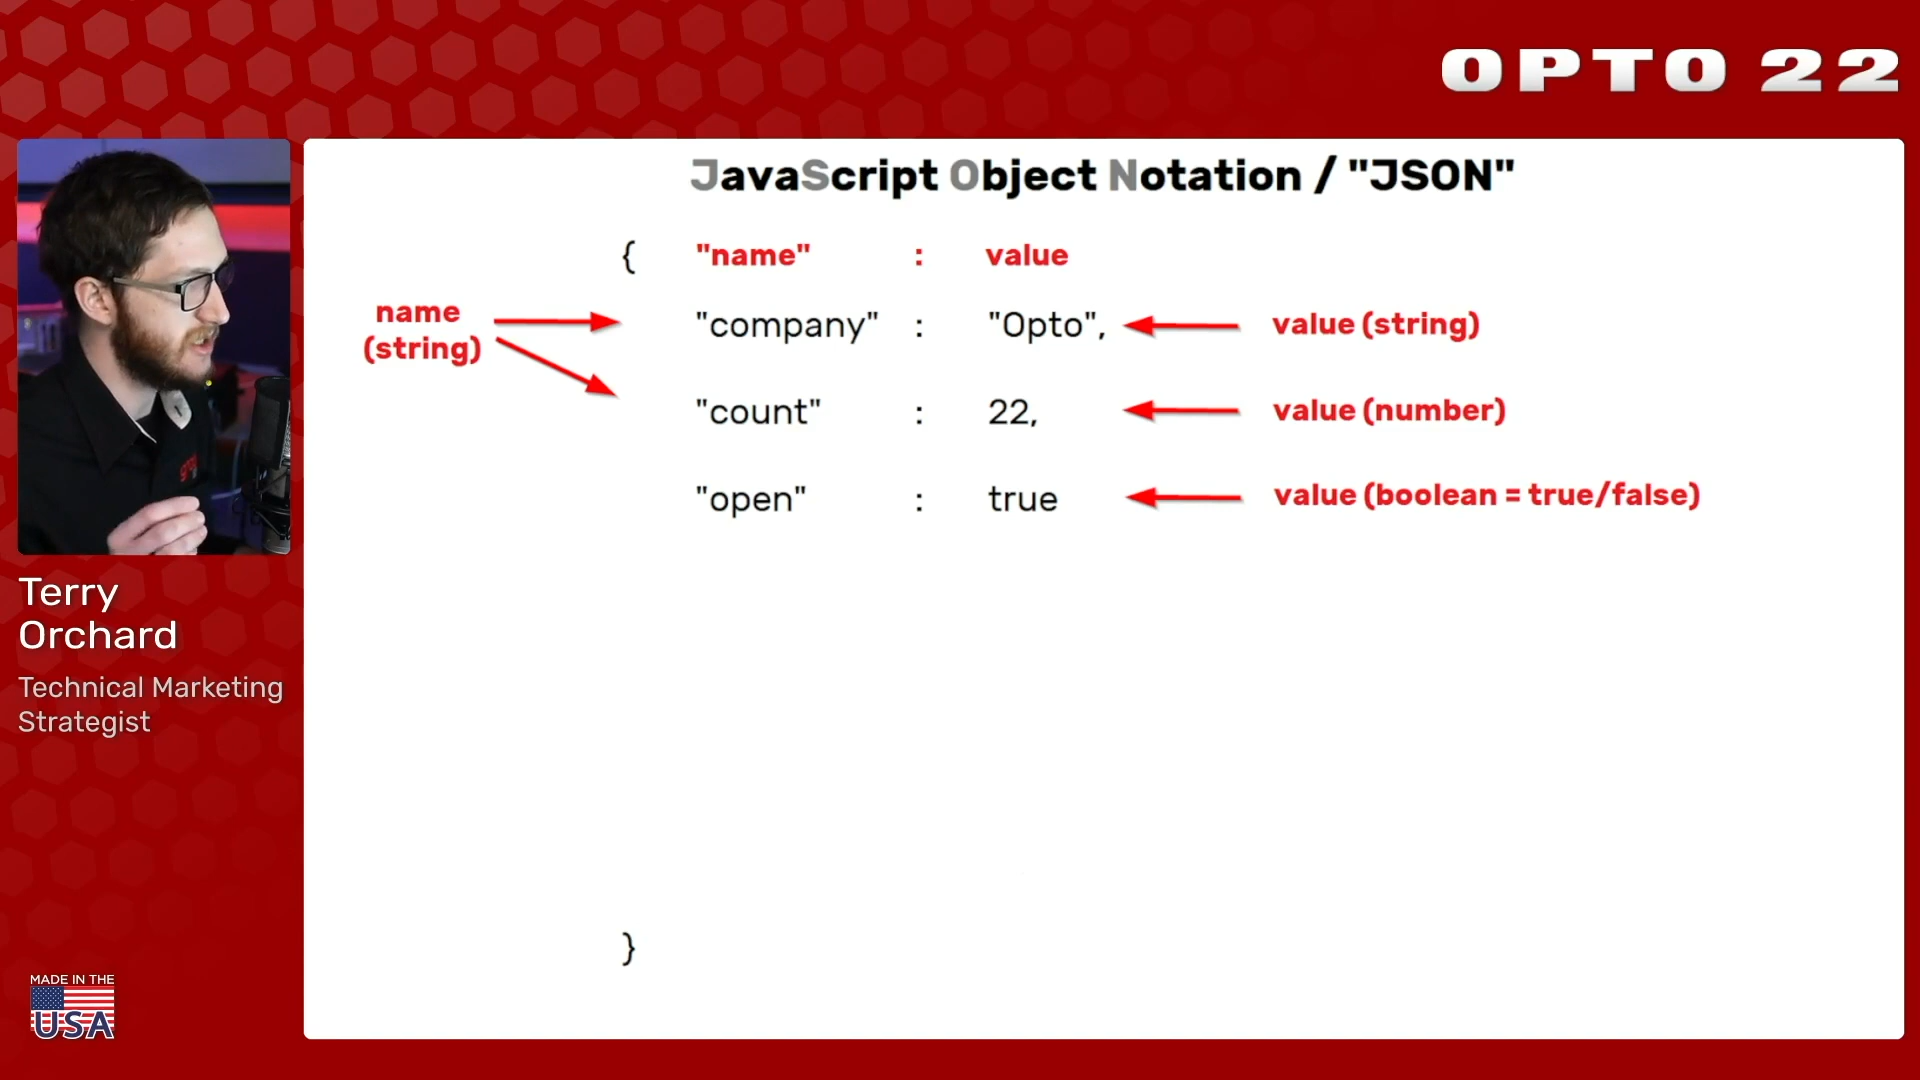 OPTO 22
JavaScript Object Notation / "JSON"
{ "name" : value
name
(string)
"company" : "Opto", value (string)
"count" : 22, value (number)
"open" : true value (boolean = true/false)
}
Terry
Orchard
Technical Marketing
Strategist
MADE IN THE
USA